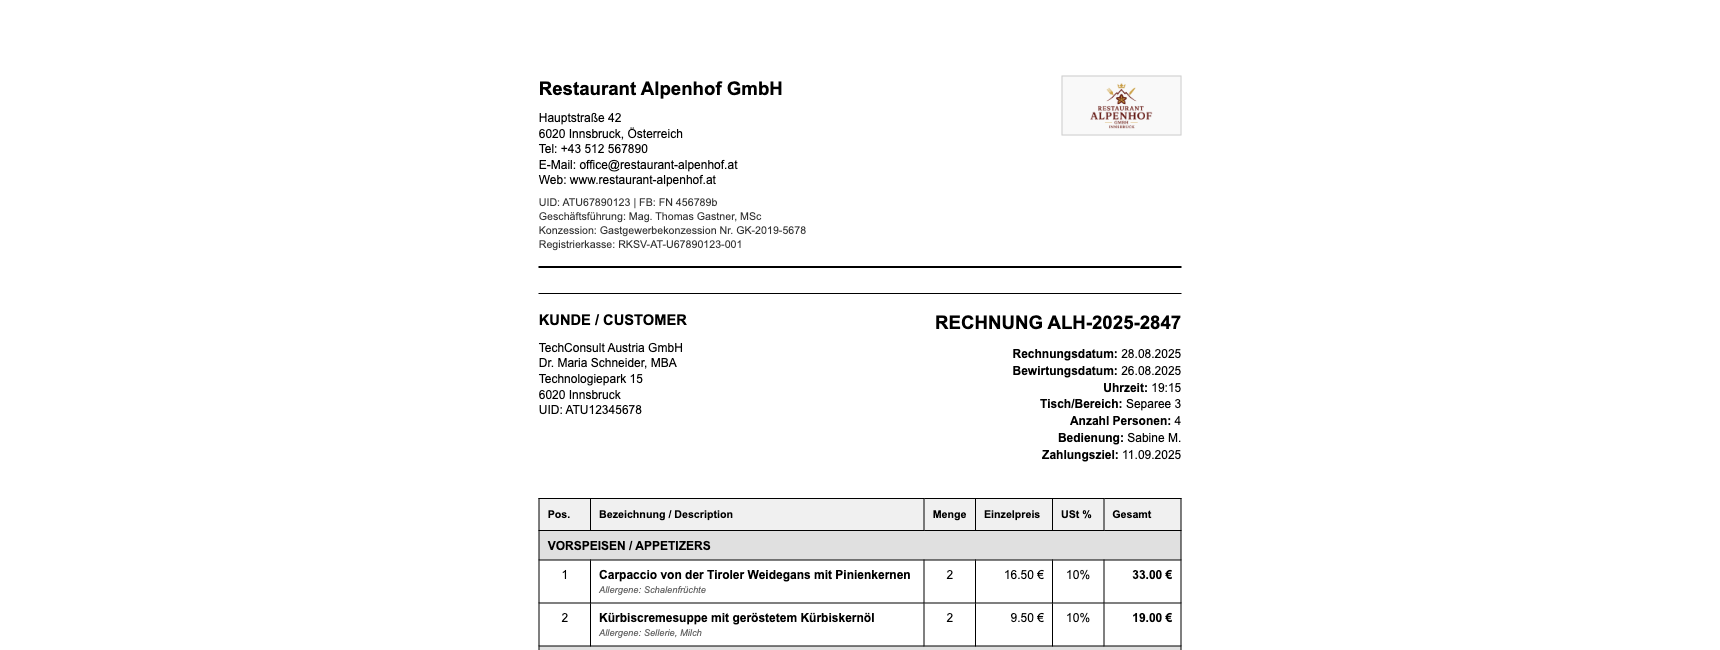 Restaurant Alpenhof GmbH
Hauptstraße 42
6020 Innsbruck, Österreich
Tel: +43 512 567890
E-Mail: office@restaurant-alpenhof.at
Web: www.restaurant-alpenhof.at
UID: ATU67890123 | FB: FN 456789b
Geschäftsführung: Mag. Thomas Gastner, MSc
Konzession: Gastgewerbekonzession Nr. GK-2019-5678
Registrierkasse: RKSV-AT-U67890123-001
RESTAURANT
ALPENHOF
GMBH
INNSBRUCK
KUNDE / CUSTOMER
TechConsult Austria GmbH
Dr. Maria Schneider, MBA
Technologiepark 15
6020 Innsbruck
UID: ATU12345678
RECHNUNG ALH-2025-2847
Rechnungsdatum: 28.08.2025
Bewirtungsdatum: 26.08.2025
Uhrzeit: 19:15
Tisch/Bereich: Separee 3
Anzahl Personen: 4
Bedienung: Sabine M.
Zahlungsziel: 11.09.2025
Pos. Bezeichnung / Description Menge Einzelpreis USt % Gesamt
VORSPEISEN / APPETIZERS
1 Carpaccio von der Tiroler Weidegans mit Pinienkernen 2 16.50 € 10% 33.00 €
Allergene: Schalenfrüchte
2 Kürbiscremesuppe mit geröstetem Kürbiskernöl 2 9.50 € 10% 19.00 €
Allergene: Sellerie, Milch